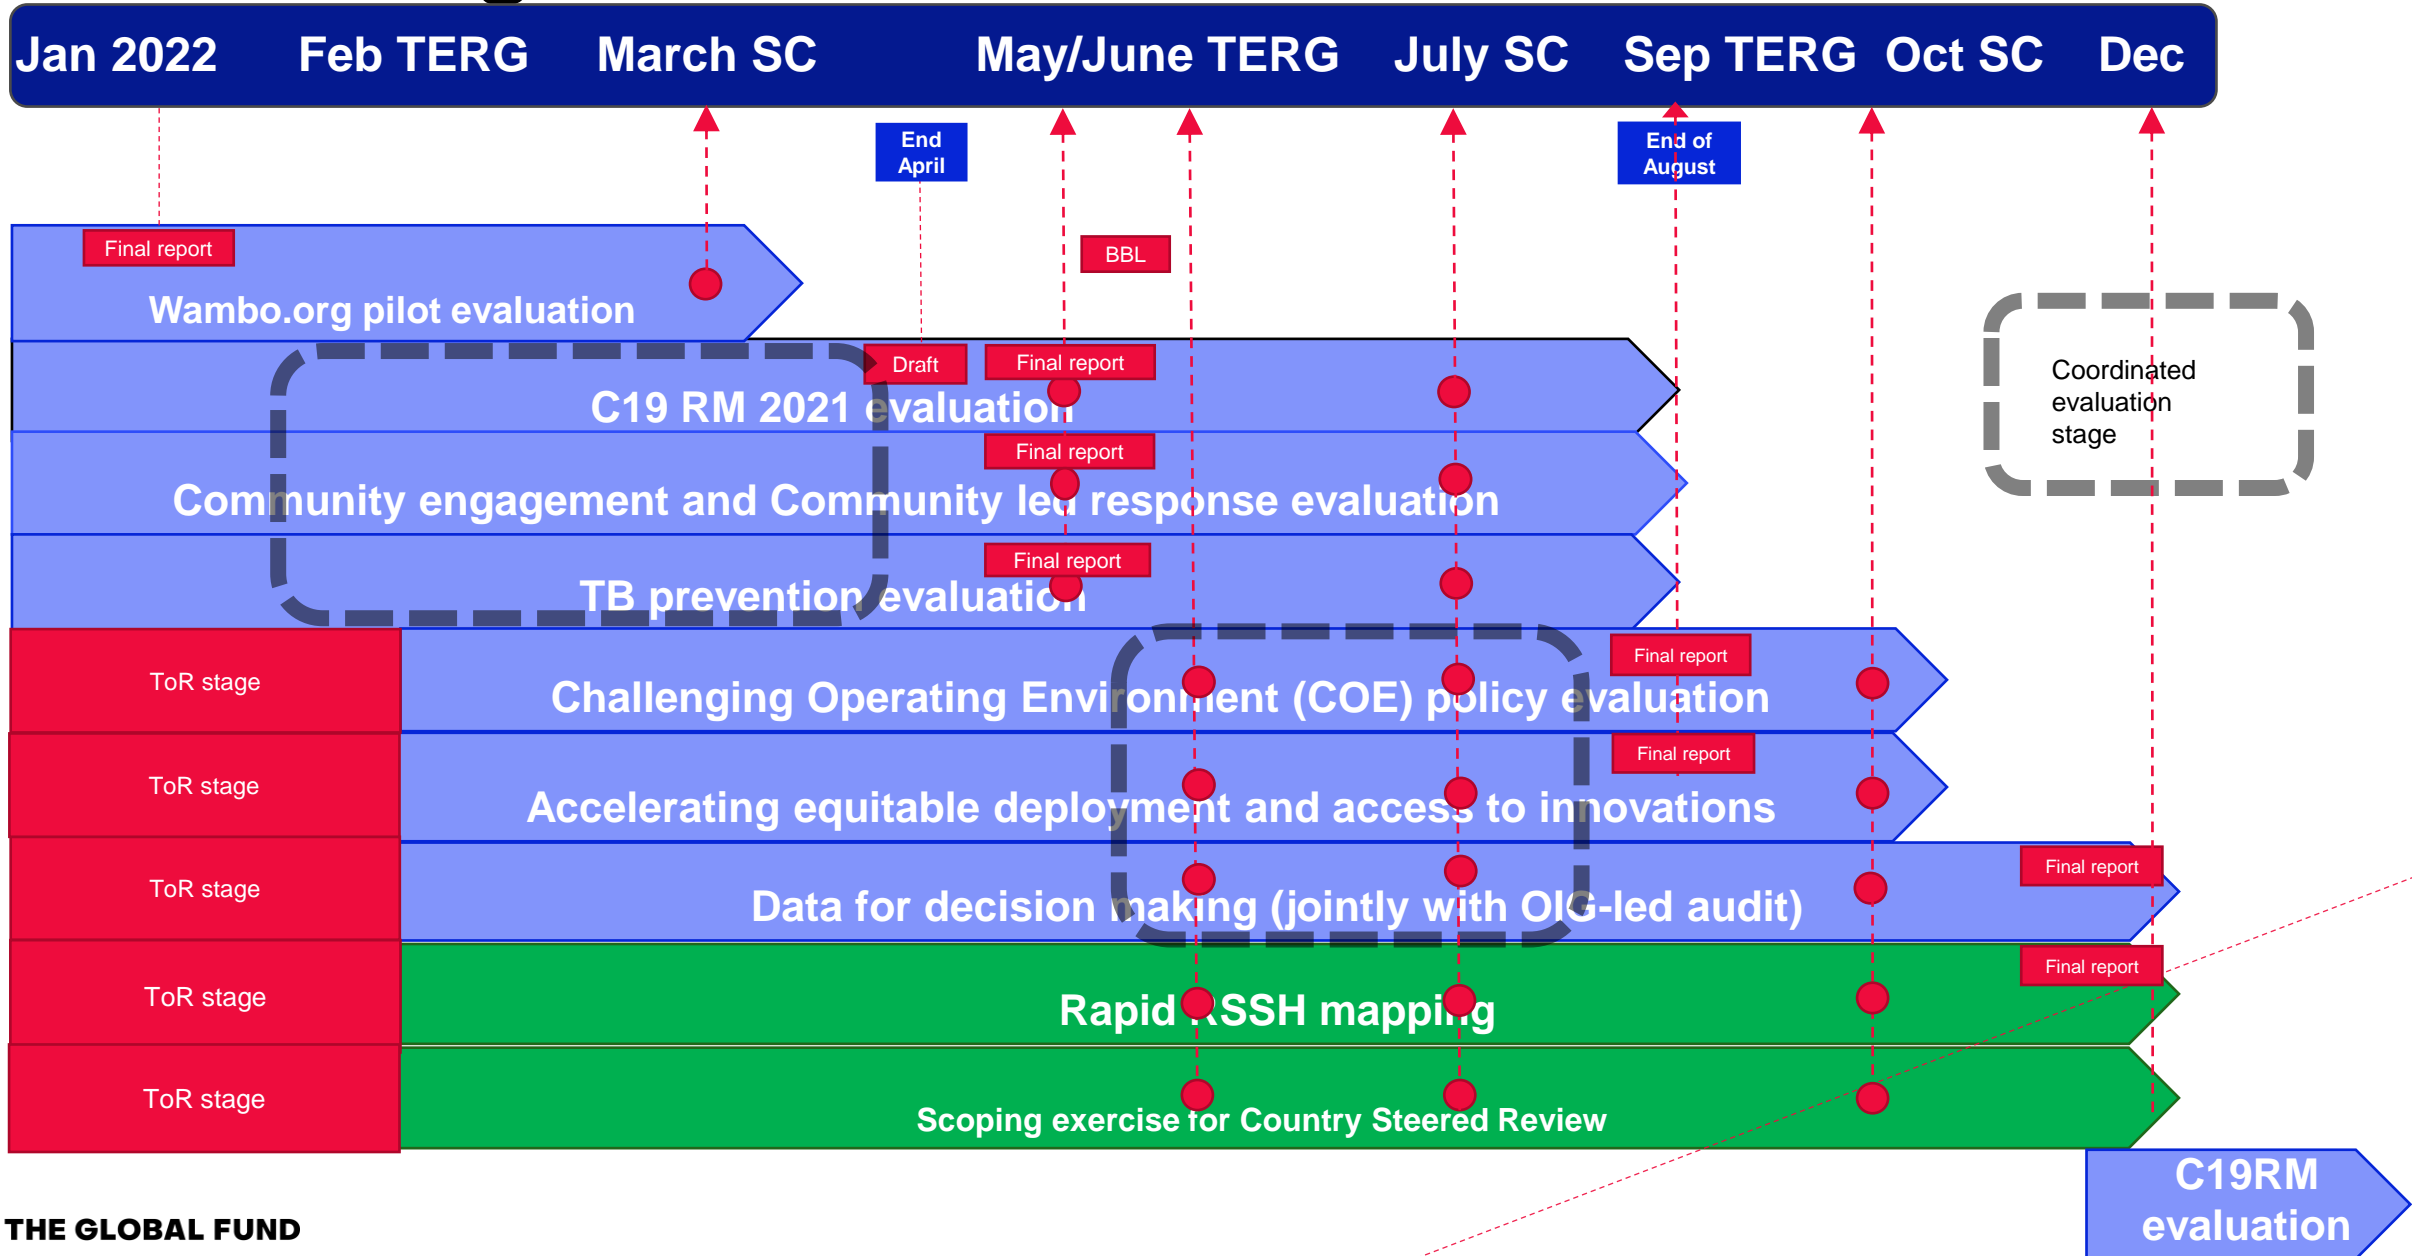 Jan 2022 Feb TERG March SC May/June TERG July SC Sep TERG Oct SC Dec
End
April
End of
August
Final report
BBL
Wambo.org pilot evaluation
Draft
Final report
C19 RM 2021 evaluation
Coordinated
evaluation
stage
Final report
Community engagement and Community led response evaluation
Final report
TB prevention evaluation
ToR stage
Final report
Challenging Operating Environment (COE) policy evaluation
ToR stage
Final report
Accelerating equitable deployment and access to innovations
ToR stage
Final report
Data for decision making (jointly with OIG-led audit)
ToR stage
Final report
Rapid RSSH mapping
ToR stage
Scoping exercise for Country Steered Review
C19RM
evaluation
THE GLOBAL FUND